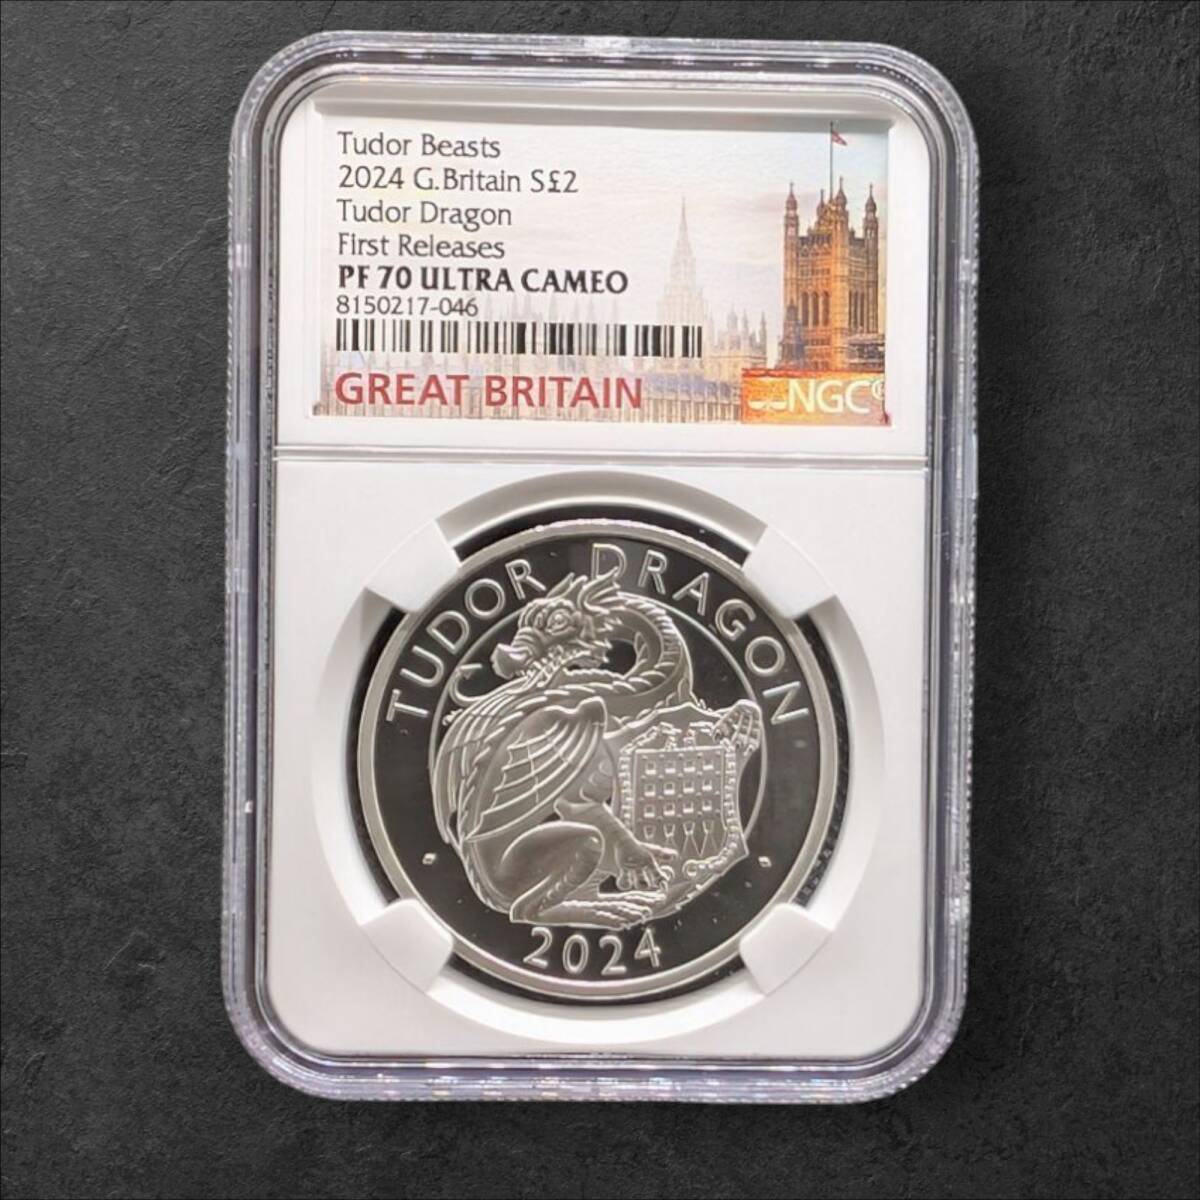 Tudor Beasts
2024 G.Britain S£2
Tudor Dragon
First Releases
PF 70 ULTRA CAMEO
8150217-046
GREAT BRITAIN
NGC
TUDOR DRAGON
2024